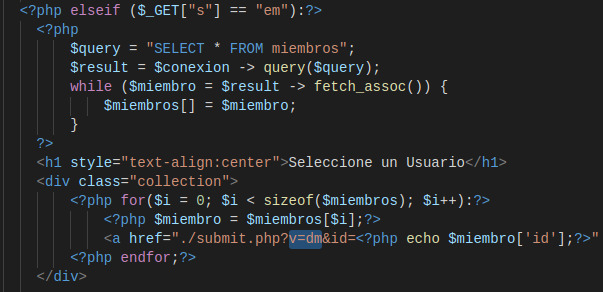 <?php elseif ($_GET["s"] == "em"):?>
<?php
$query = "SELECT * FROM miembros";
$result = $conexion -> query($query);
while ($miembro = $result -> fetch_assoc()) {
$miembros[] = $miembro;
}
?>
<h1 style="text-align:center">Seleccione un Usuario</h1>
<div class="collection">
<?php for($i = 0; $i < sizeof($miembros); $i++):?>
<?php $miembro = $miembros[$i];?>
<a href="./submit.php?v=dm&id=<?php echo $miembro['id'];?>"
<?php endfor;?>
</div>